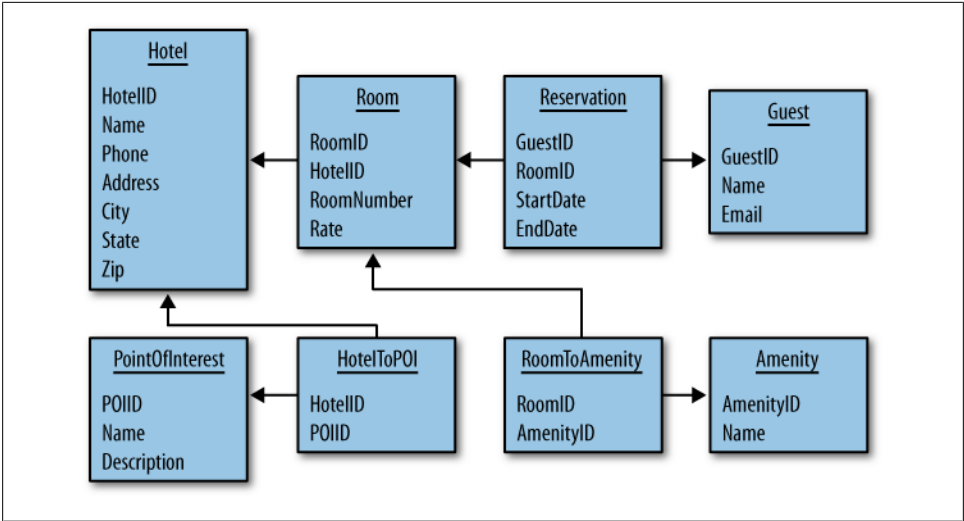 Hotel
HotelID
Name
Phone
Address
City
State
Zip
Room
RoomID
HotelID
RoomNumber
Rate
Reservation
GuestID
RoomID
StartDate
EndDate
Guest
GuestID
Name
Email
PointOfInterest
POIID
Name
Description
HotelToPOI
HotelID
POIID
RoomToAmenity
RoomID
AmenityID
Amenity
AmenityID
Name